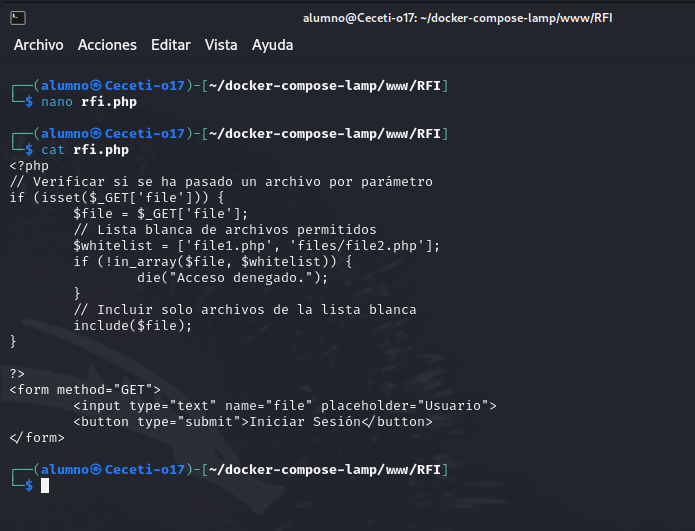 alumno@Ceceti-o17: ~/docker-compose-lamp/www/RFI
Archivo Acciones Editar Vista Ayuda
┌──(alumno㉿Ceceti-o17)-[~/docker-compose-lamp/www/RFI]
└─$ nano rfi.php
┌──(alumno㉿Ceceti-o17)-[~/docker-compose-lamp/www/RFI]
└─$ cat rfi.php
<?php
// Verificar si se ha pasado un archivo por parámetro
if (isset($_GET['file'])) {
        $file = $_GET['file'];
        // Lista blanca de archivos permitidos
        $whitelist = ['file1.php', 'files/file2.php'];
        if (!in_array($file, $whitelist)) {
                die("Acceso denegado.");
        }
        // Incluir solo archivos de la lista blanca
        include($file);
}
?>
<form method="GET">
        <input type="text" name="file" placeholder="Usuario">
        <button type="submit">Iniciar Sesión</button>
</form>
┌──(alumno㉿Ceceti-o17)-[~/docker-compose-lamp/www/RFI]
└─$